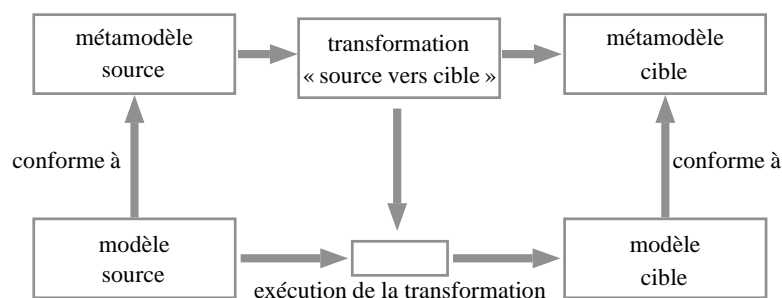 métamodèle
source
transformation
« source vers cible »
métamodèle
cible
conforme à
conforme à
modèle
source
modèle
cible
exécution de la transformation